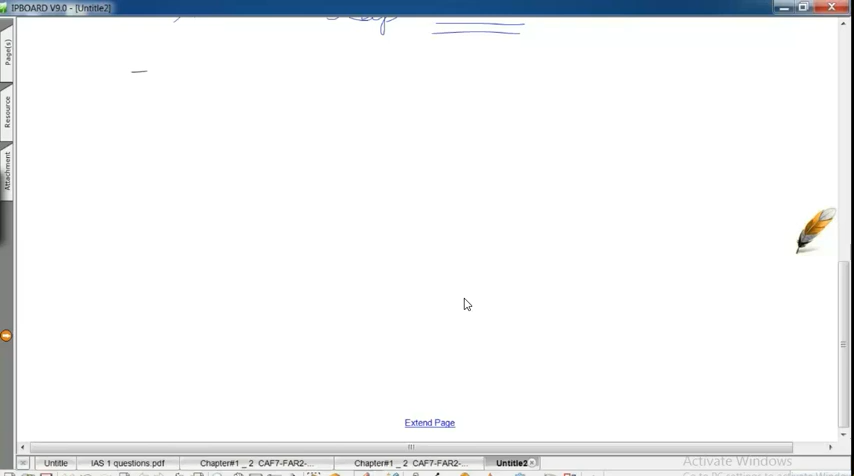 IPBOARD V9.0 - [Untitle2]
Page(s)
Resource
Attachment
Extend Page
Untitle
IAS 1 questions.pdf
Chapter#1 _ 2 CAF7-FAR2-...
Chapter#1 _ 2 CAF7-FAR2-...
Untitle2
Activate Windows